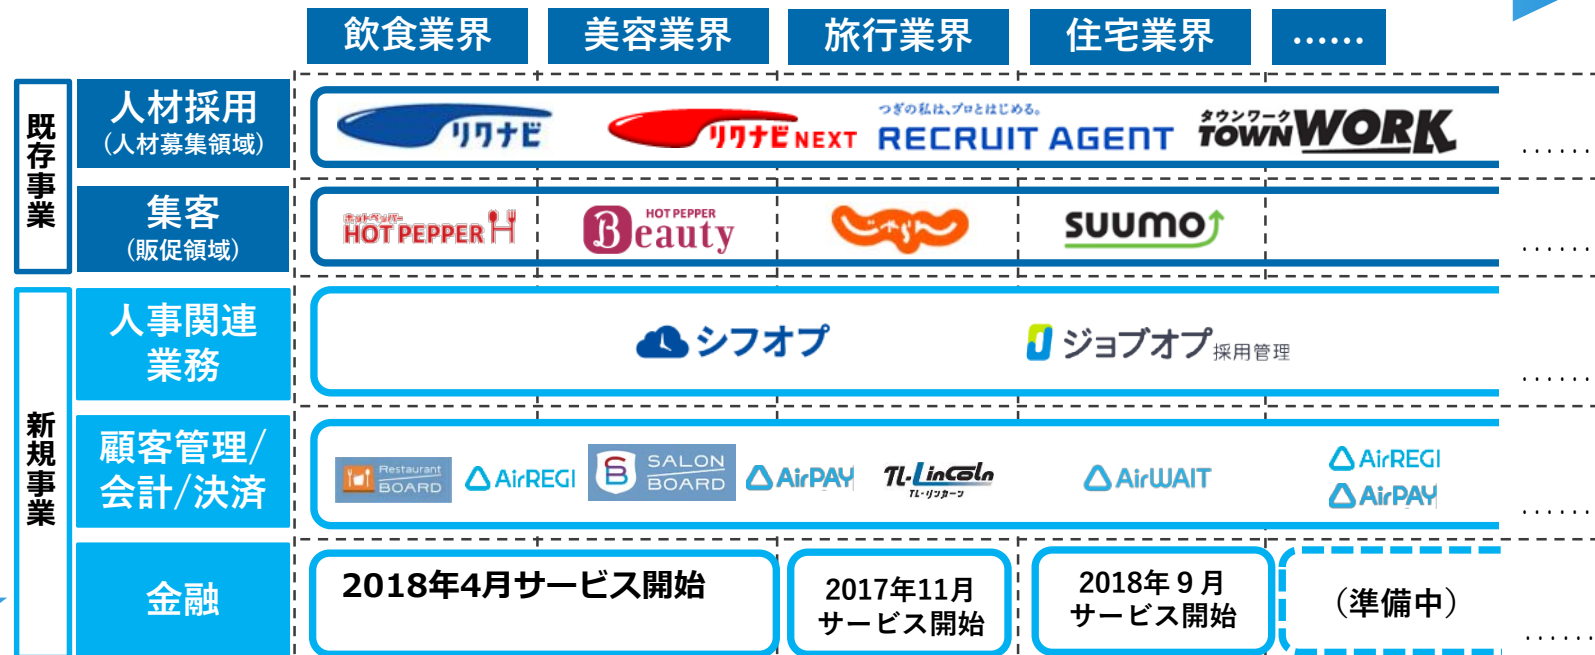 飲食業界 美容業界 旅行業界 住宅業界 ……
既存事業
人材採用
(人材募集領域)
リクナビ
リクナビNEXT
つぎの私は、プロとはじめる。
RECRUIT AGENT
タウンワーク
TOWNWORK
......
集客
(販促領域)
ホットペッパー
HOT PEPPER
HOT PEPPER
Beauty
じゃらん
SUUMO
......
新規事業
人事関連
業務
シフオプ
ジョブオプ採用管理
......
顧客管理/
会計/決済
Restaurant
BOARD
AirREGI
SALON
BOARD
AirPAY
TL-Lincoln
TL-リンカーン
AirWAIT
AirREGI
AirPAY
......
金融
2018年4月サービス開始
2017年11月
サービス開始
2018年９月
サービス開始
（準備中）
......